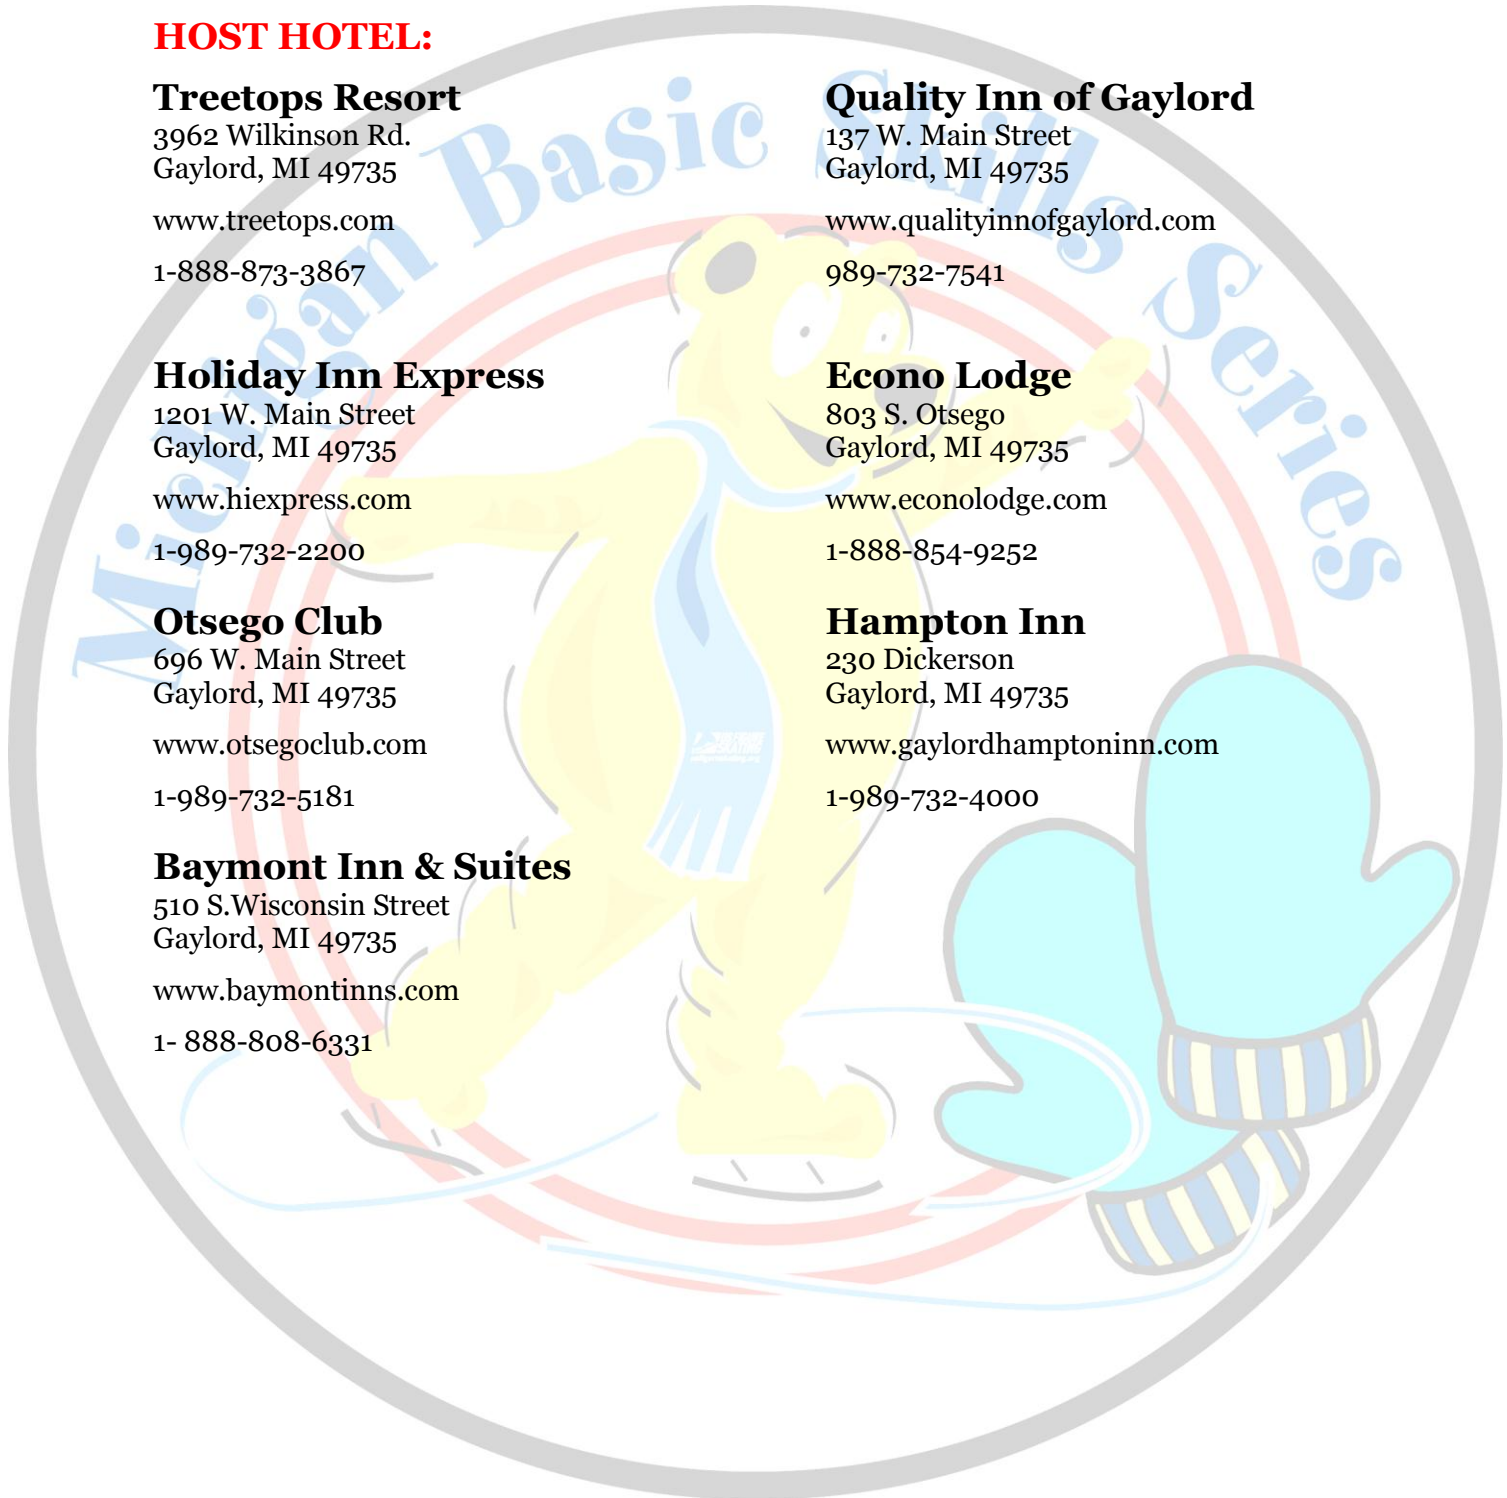 HOST HOTEL:
Treetops Resort
3962 Wilkinson Rd.
Gaylord, MI 49735
www.treetops.com
1-888-873-3867
Quality Inn of Gaylord
137 W. Main Street
Gaylord, MI 49735
www.qualityinnofgaylord.com
989-732-7541
Holiday Inn Express
1201 W. Main Street
Gaylord, MI 49735
www.hiexpress.com
1-989-732-2200
Econo Lodge
803 S. Otsego
Gaylord, MI 49735
www.econolodge.com
1-888-854-9252
Otsego Club
696 W. Main Street
Gaylord, MI 49735
www.otsegoclub.com
1-989-732-5181
Hampton Inn
230 Dickerson
Gaylord, MI 49735
www.gaylordhamptoninn.com
1-989-732-4000
Baymont Inn & Suites
510 S.Wisconsin Street
Gaylord, MI 49735
www.baymontinns.com
1- 888-808-6331
Michigan Basic Skills Series